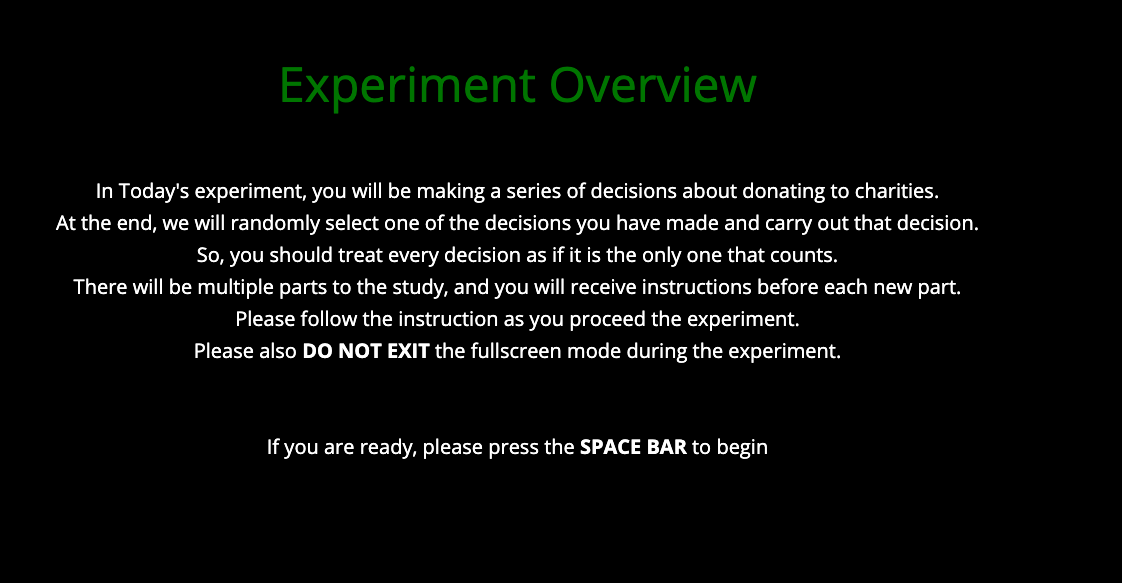 Experiment Overview
In Today's experiment, you will be making a series of decisions about donating to charities.
At the end, we will randomly select one of the decisions you have made and carry out that decision.
So, you should treat every decision as if it is the only one that counts.
There will be multiple parts to the study, and you will receive instructions before each new part.
Please follow the instruction as you proceed the experiment.
Please also DO NOT EXIT the fullscreen mode during the experiment.
If you are ready, please press the SPACE BAR to begin